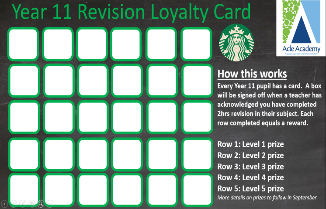 Year 11 Revision Loyalty Card
Acle Academy
How this works
Every Year 11 pupil has a card. A box
will be signed off when a teacher has
acknowledged you have completed
2hrs revision in their subject. Each
row completed equals a reward.
Row 1: Level 1 prize
Row 2: Level 2 prize
Row 3: Level 3 prize
Row 4: Level 4 prize
Row 5: Level 5 prize
More details on prizes to follow in September